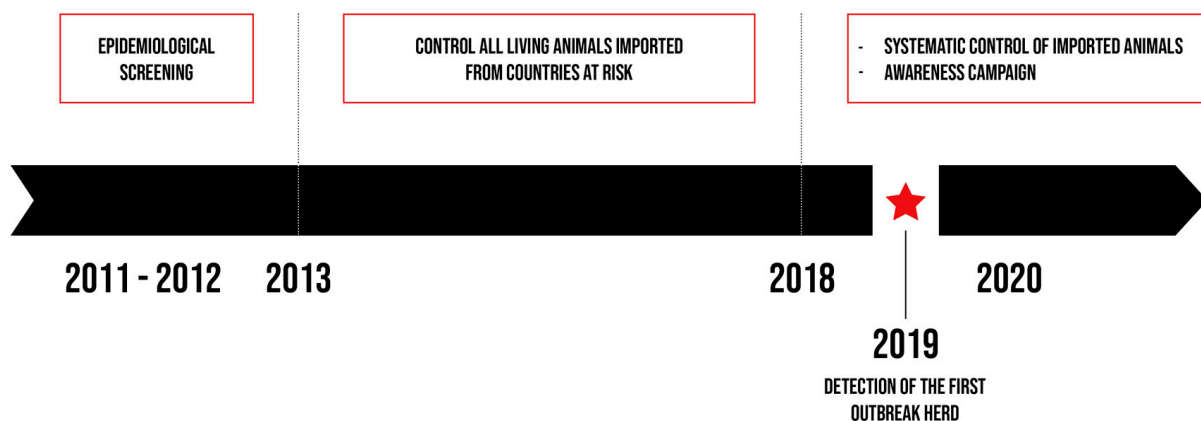 EPIDEMIOLOGICAL
SCREENING
CONTROL ALL LIVING ANIMALS IMPORTED
FROM COUNTRIES AT RISK
- SYSTEMATIC CONTROL OF IMPORTED ANIMALS
- AWARENESS CAMPAIGN
2011 - 2012
2013
2018
2020
2019
DETECTION OF THE FIRST
OUTBREAK HERD